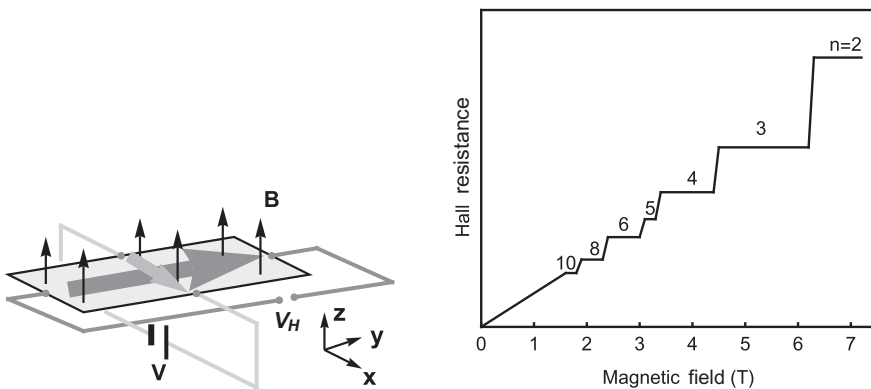 B
V_H
V
z
y
x
Hall resistance
n=2
3
4
5
6
8
10
0 1 2 3 4 5 6 7
Magnetic field (T)